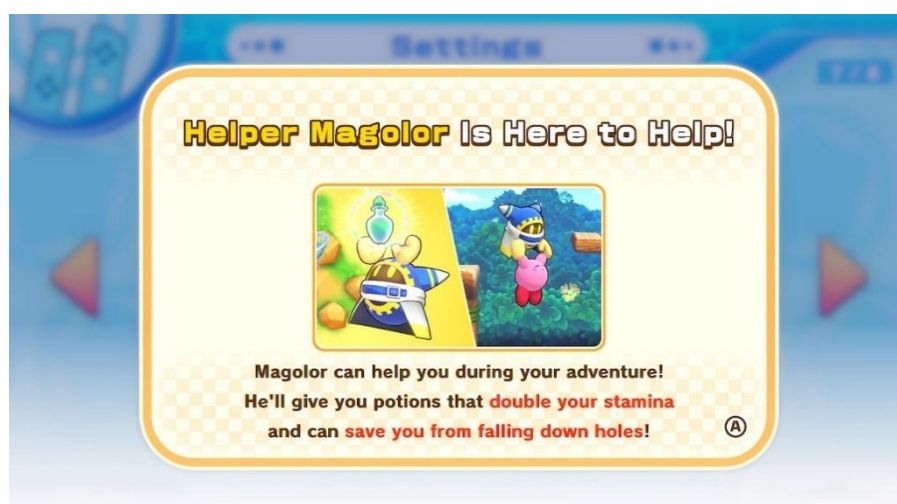 Settings
Helper Magolor Is Here to Help!
Magolor can help you during your adventure!
He'll give you potions that double your stamina
and can save you from falling down holes!
A